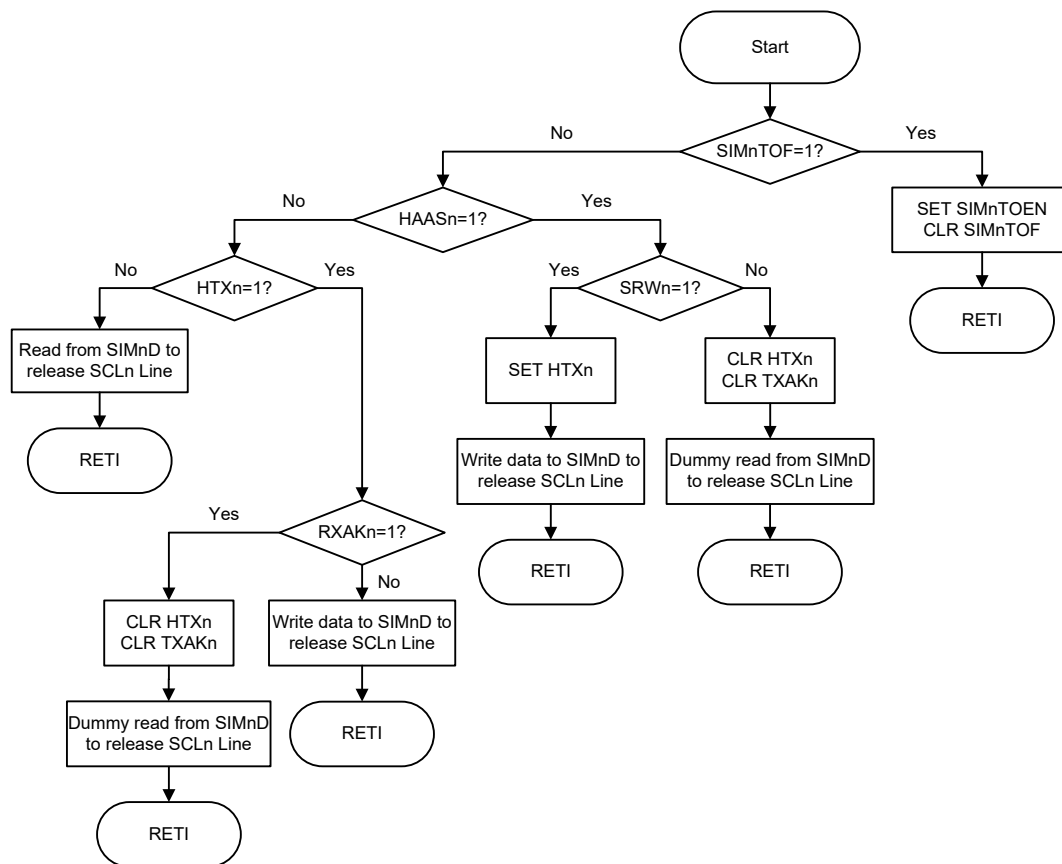 Start
No
Yes
SIMnTOF=1?
No
HAASn=1?
Yes
SET SIMnTOEN
CLR SIMnTOF
No
HTXn=1?
Yes
Yes
SRWn=1?
No
RETI
Read from SIMnD to
release SCLn Line
SET HTXn
CLR HTXn
CLR TXAKn
RETI
Write data to SIMnD to
release SCLn Line
Dummy read from SIMnD
to release SCLn Line
Yes
RXAKn=1?
No
RETI
RETI
CLR HTXn
CLR TXAKn
Write data to SIMnD to
release SCLn Line
Dummy read from SIMnD
to release SCLn Line
RETI
RETI